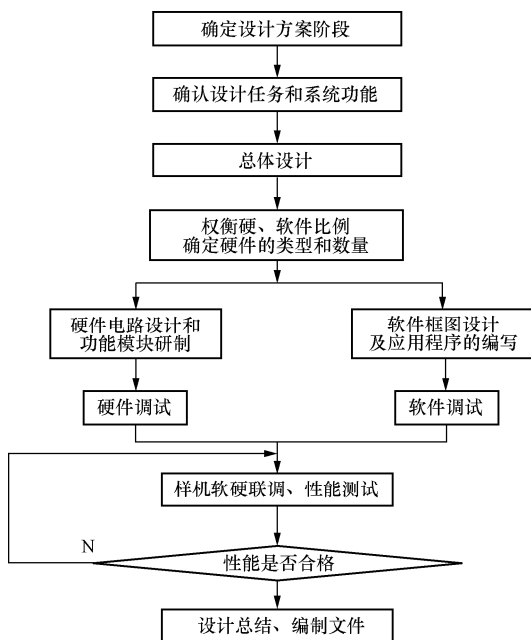 确定设计方案阶段
确认设计任务和系统功能
总体设计
权衡硬、软件比例
确定硬件的类型和数量
硬件电路设计和
功能模块研制
软件框图设计
及应用程序的编写
硬件调试
软件调试
样机软硬联调、性能测试
N
性能是否合格
设计总结、编制文件